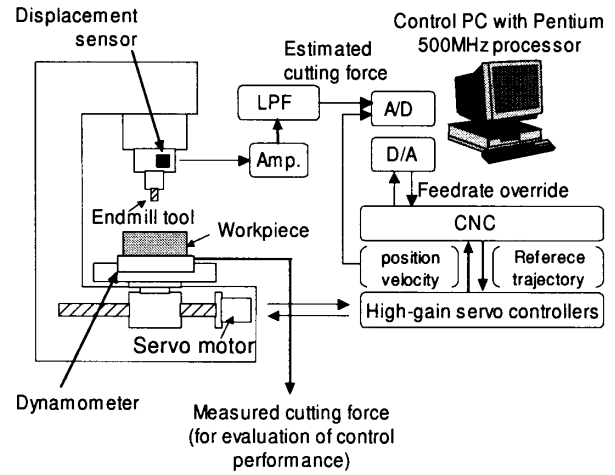 Displacement
sensor
Control PC with Pentium
500MHz processor
Estimated
cutting force
LPF
A/D
Amp.
D/A
Feedrate override
Endmill tool
CNC
Workpiece
position
velocity
Referece
trajectory
High-gain servo controllers
Servo motor
Dynamometer
Measured cutting force
(for evaluation of control
performance)